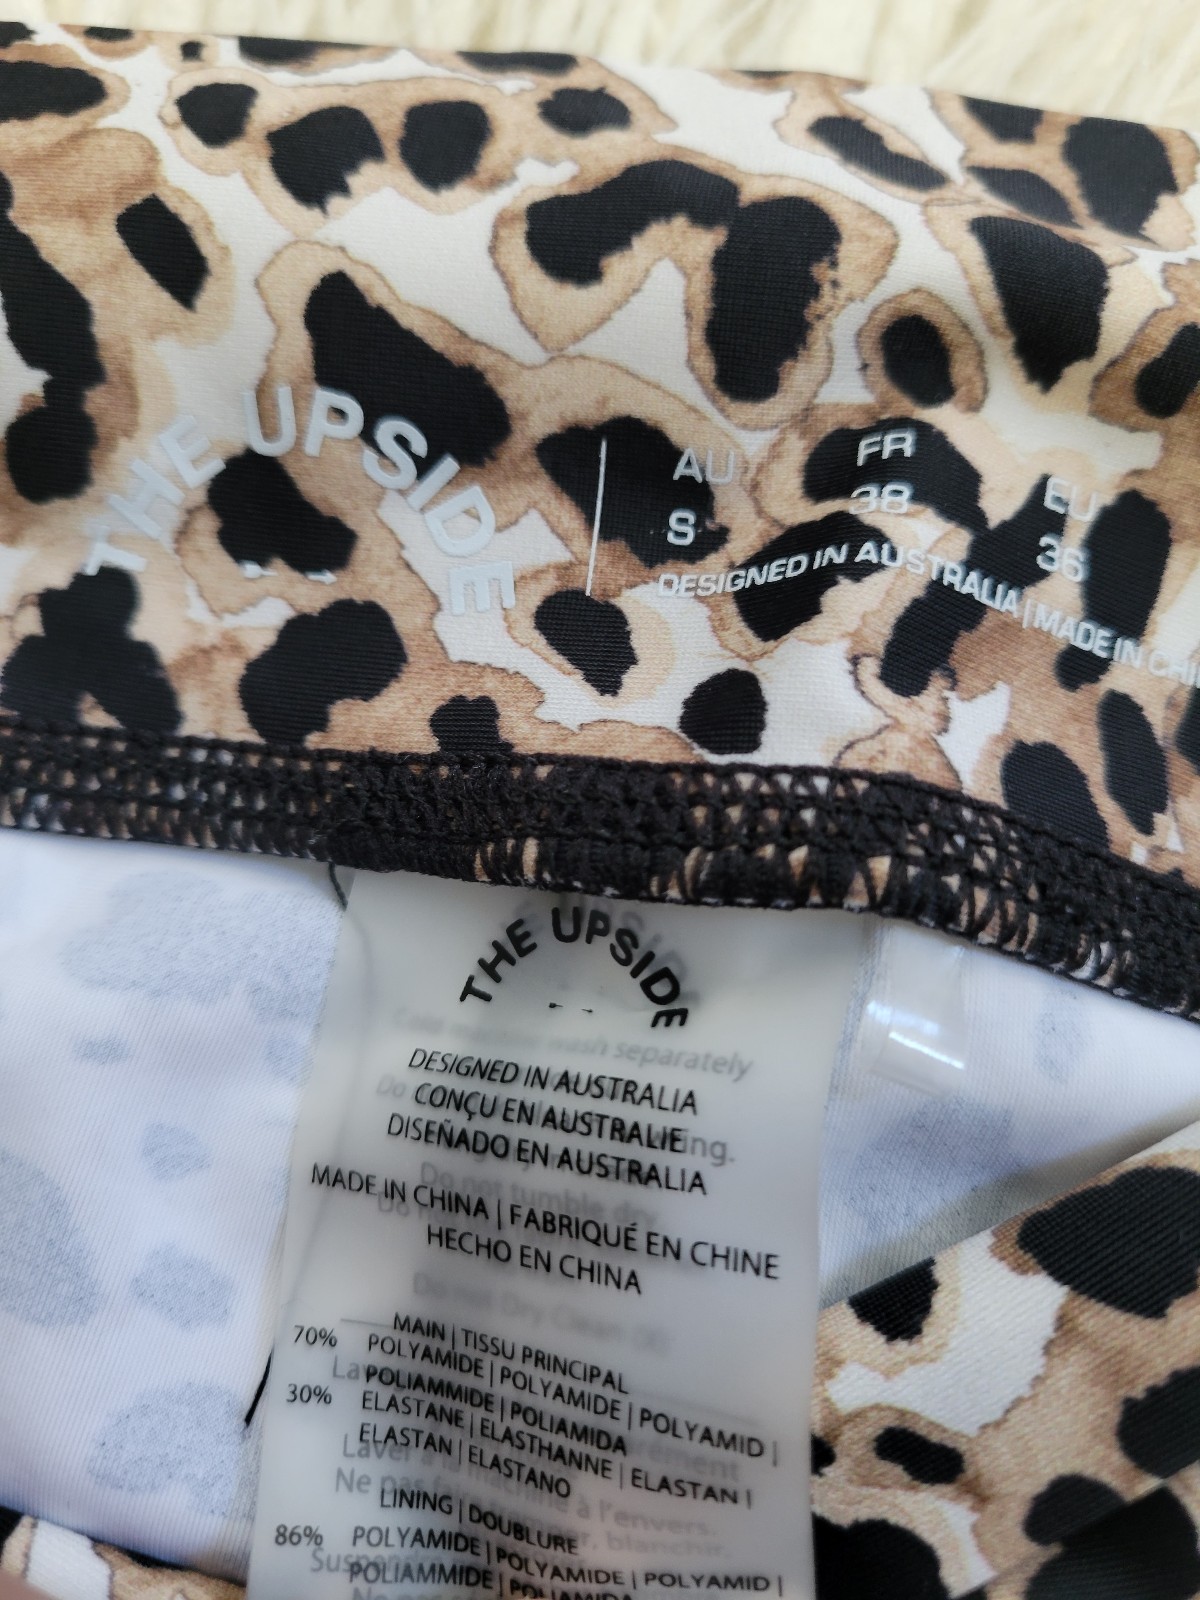 THE UPSIDE
AU FR EU
S 38 36
DESIGNED IN AUSTRALIA | MADE IN
THE UPSIDE
DESIGNED IN AUSTRALIA
CONÇU EN AUSTRALIE
DISEÑADO EN AUSTRALIA
MADE IN CHINA | FABRIQUÉ EN CHINE
HECHO EN CHINA
MAIN | TISSU PRINCIPAL
70% POLYAMIDE | POLYAMIDE | POLYAMID |
POLIAMMIDE | POLIAMIDA
30% ELASTANE | ELASTHANNE | ELASTAN |
ELASTAN | ELASTANO
LINING | DOUBLURE
86% POLYAMIDE | POLYAMIDE | POLYAMID |
POLIAMMIDE | POLIAMIDA